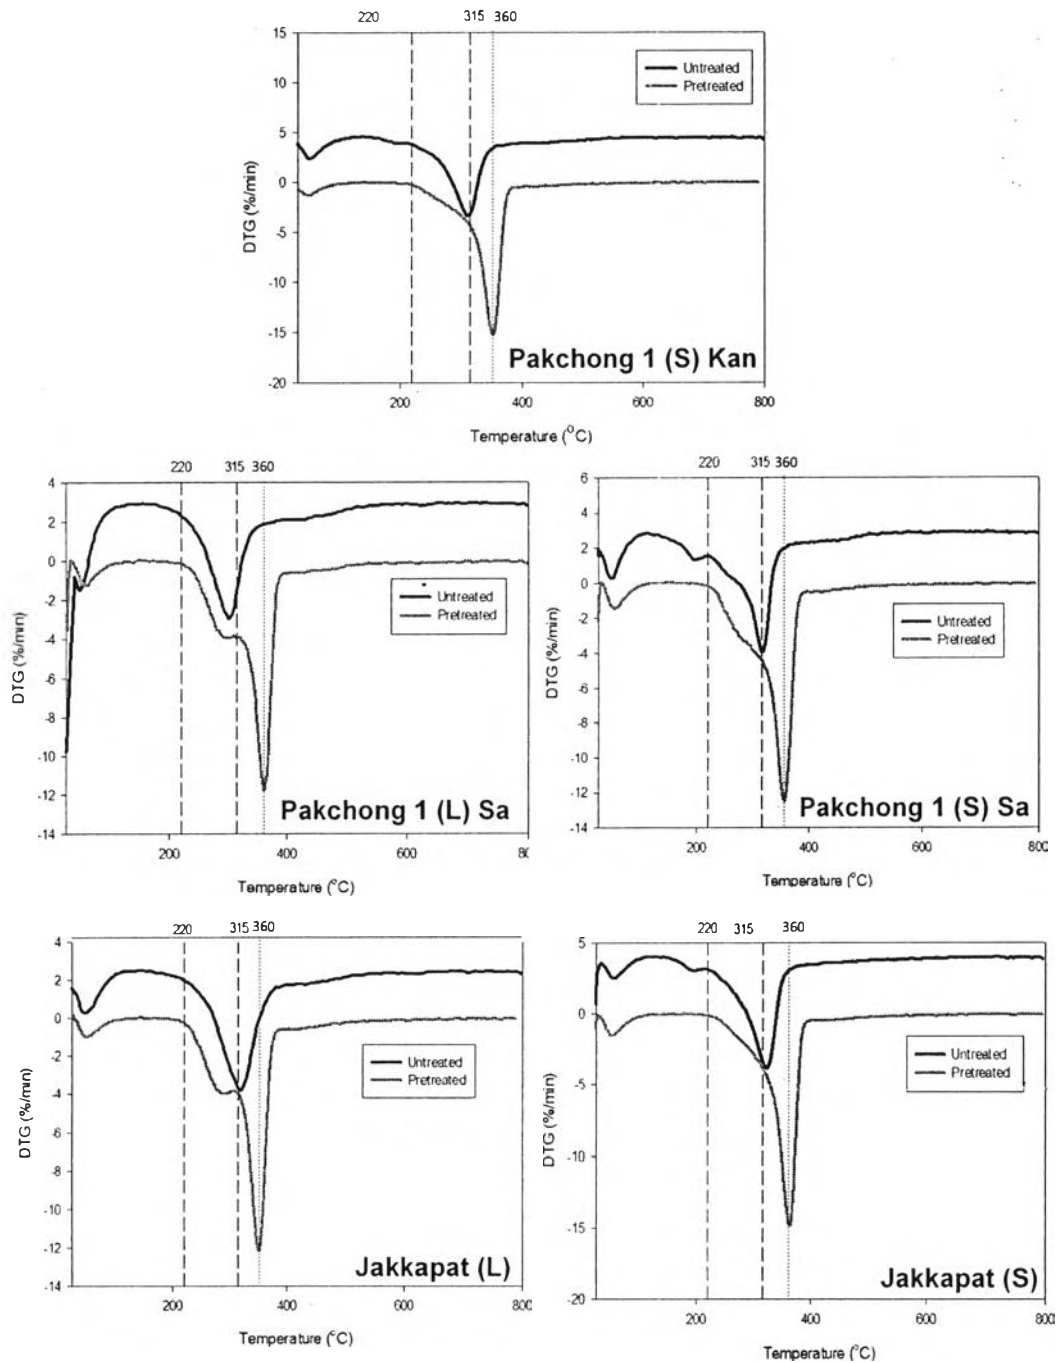 220 315 360
15
10
5
0
-5
-10
-15
-20
DTG (%/min)
Untreated
Pretreated
Pakchong 1 (S) Kan
200 400 600 800
Temperature (°C)
220 315 360
4
2
0
-2
-4
-6
-8
-10
-12
-14
DTG (%/min)
Untreated
Pretreated
Pakchong 1 (L) Sa
200 400 600 80
Temperature (°C)
220 315 360
6
4
2
0
-2
-4
-6
-8
-10
-12
-14
DTG (%/min)
Untreated
Pretreated
Pakchong 1 (S) Sa
200 400 600 800
Temperature (°C)
220 315 360
4
2
0
-2
-4
-6
-8
-10
-12
-14
DTG (%/min)
Untreated
Pretreated
Jakkapat (L)
200 400 600 800
Temperature (°C)
220 315 360
5
0
-5
-10
-15
-20
DTG (%/min)
Untreated
Pretreated
Jakkapat (S)
200 400 600 800
Temperature (°C)